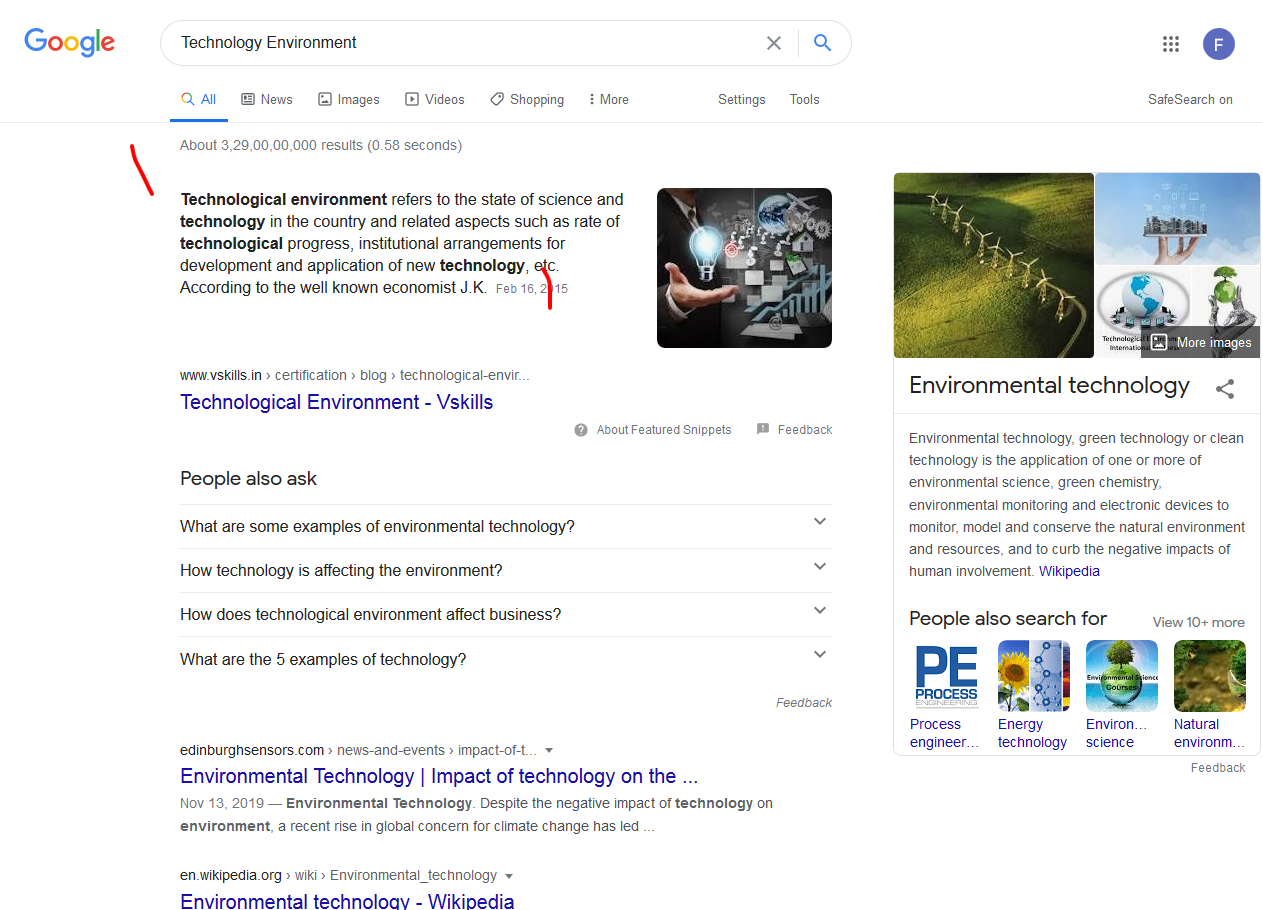 Google
Technology Environment
F
All
News
Images
Videos
Shopping
More
Settings
Tools
SafeSearch on
About 3,29,00,00,000 results (0.58 seconds)
Technological environment refers to the state of science and
technology in the country and related aspects such as rate of
technological progress, institutional arrangements for
development and application of new technology, etc.
According to the well known economist J.K. Feb 16, 2015
www.vskills.in › certification › blog › technological-envir...
Technological Environment - Vskills
About Featured Snippets
Feedback
People also ask
What are some examples of environmental technology?
How technology is affecting the environment?
How does technological environment affect business?
What are the 5 examples of technology?
Feedback
edinburghsensors.com › news-and-events › impact-of-t...
Environmental Technology | Impact of technology on the ...
Nov 13, 2019 — Environmental Technology. Despite the negative impact of technology on
environment, a recent rise in global concern for climate change has led ...
en.wikipedia.org › wiki › Environmental_technology
Environmental technology - Wikipedia
More images
Environmental technology
Environmental technology, green technology or clean
technology is the application of one or more of
environmental science, green chemistry,
environmental monitoring and electronic devices to
monitor, model and conserve the natural environment
and resources, and to curb the negative impacts of
human involvement. Wikipedia
People also search for
View 10+ more
PE
PROCESS
ENGINEERING
Environmental Science
Courses
Process
engineer...
Energy
technology
Environ...
science
Natural
environm...
Feedback